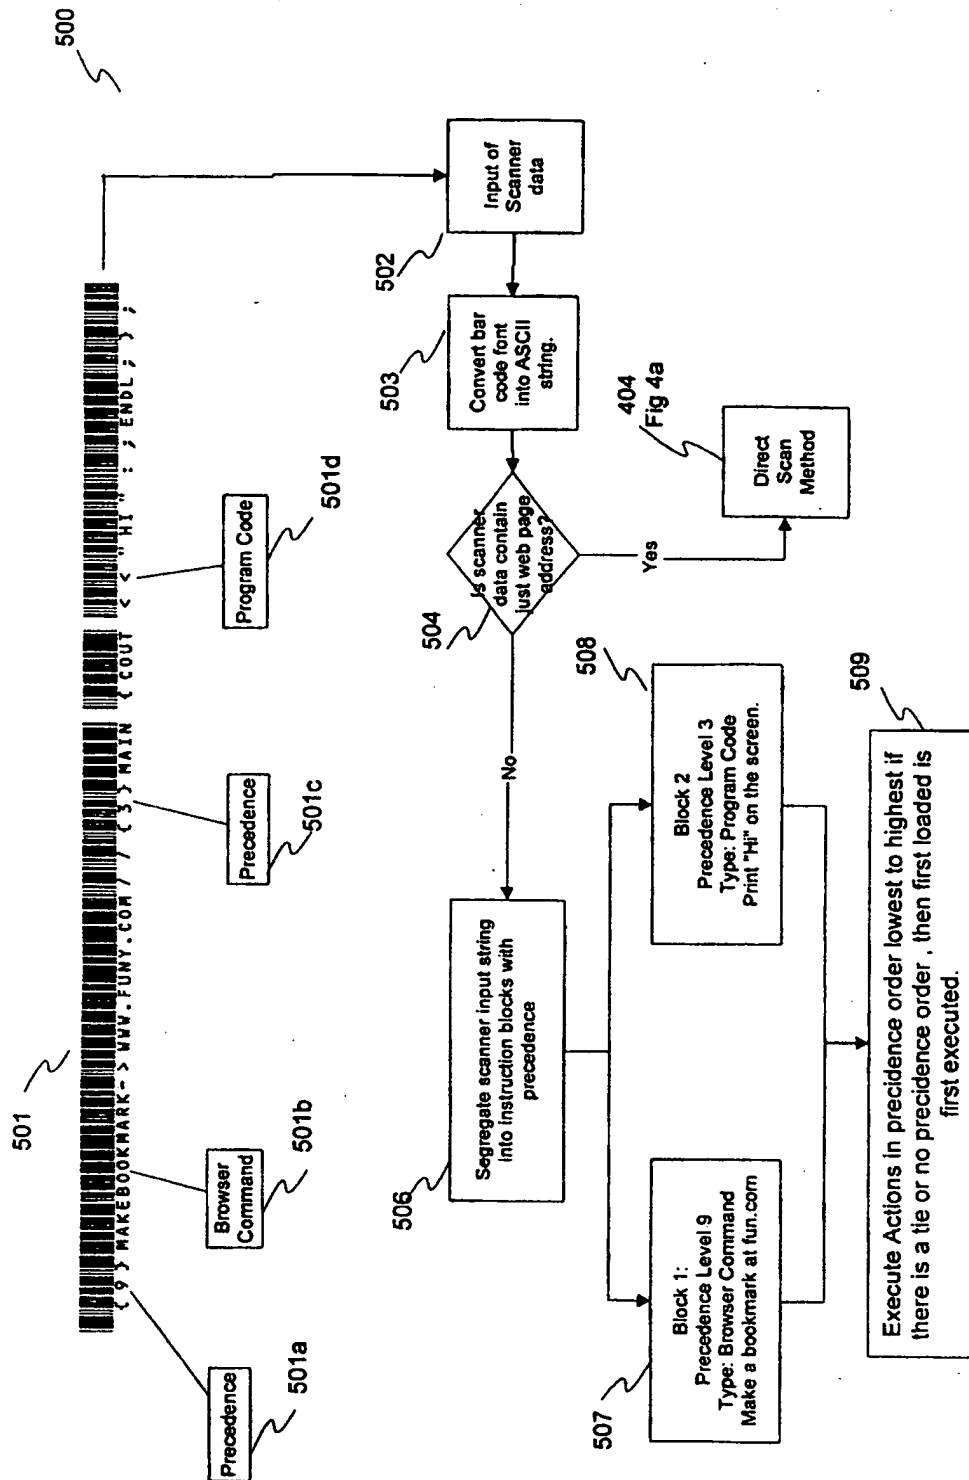 500
501
{9}MAKEBOOKMARK->WWW.FUNY.COM//{3}MAIN{COUT<<"HI":;ENDL;};
Precedence
501a
Browser
Command
501b
Precedence
501c
Program Code
501d
Input of
Scanner
data
502
Convert bar
code font
into ASCII
string.
503
Is scanner
data contain
just web page
address?
504
Yes
404
Fig 4a
Direct
Scan
Method
No
Segregate scanner input string
into instruction blocks with
precedence
506
Block 1:
Precedence Level 9
Type: Browser Command
Make a bookmark at fun.com
507
Block 2
Precedence Level 3
Type: Program Code
Print "Hi" on the screen.
508
509
Execute Actions in precidence order lowest to highest if
there is a tie or no precidence order , then first loaded is
first executed.